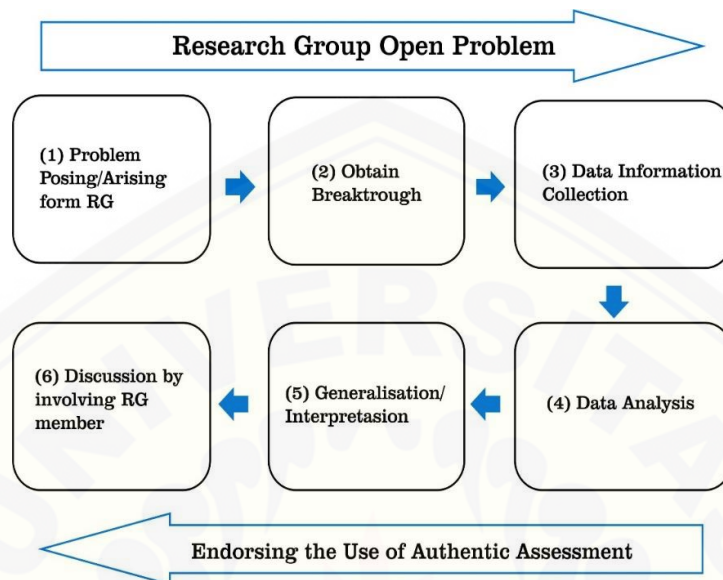 Research Group Open Problem
(1) Problem
Posing/Arising
form RG
(2) Obtain
Breaktrough
(3) Data Information
Collection
(4) Data Analysis
(5) Generalisation/
Interpretasion
(6) Discussion by
involving RG
member
Endorsing the Use of Authentic Assessment
UNIVERSITAS